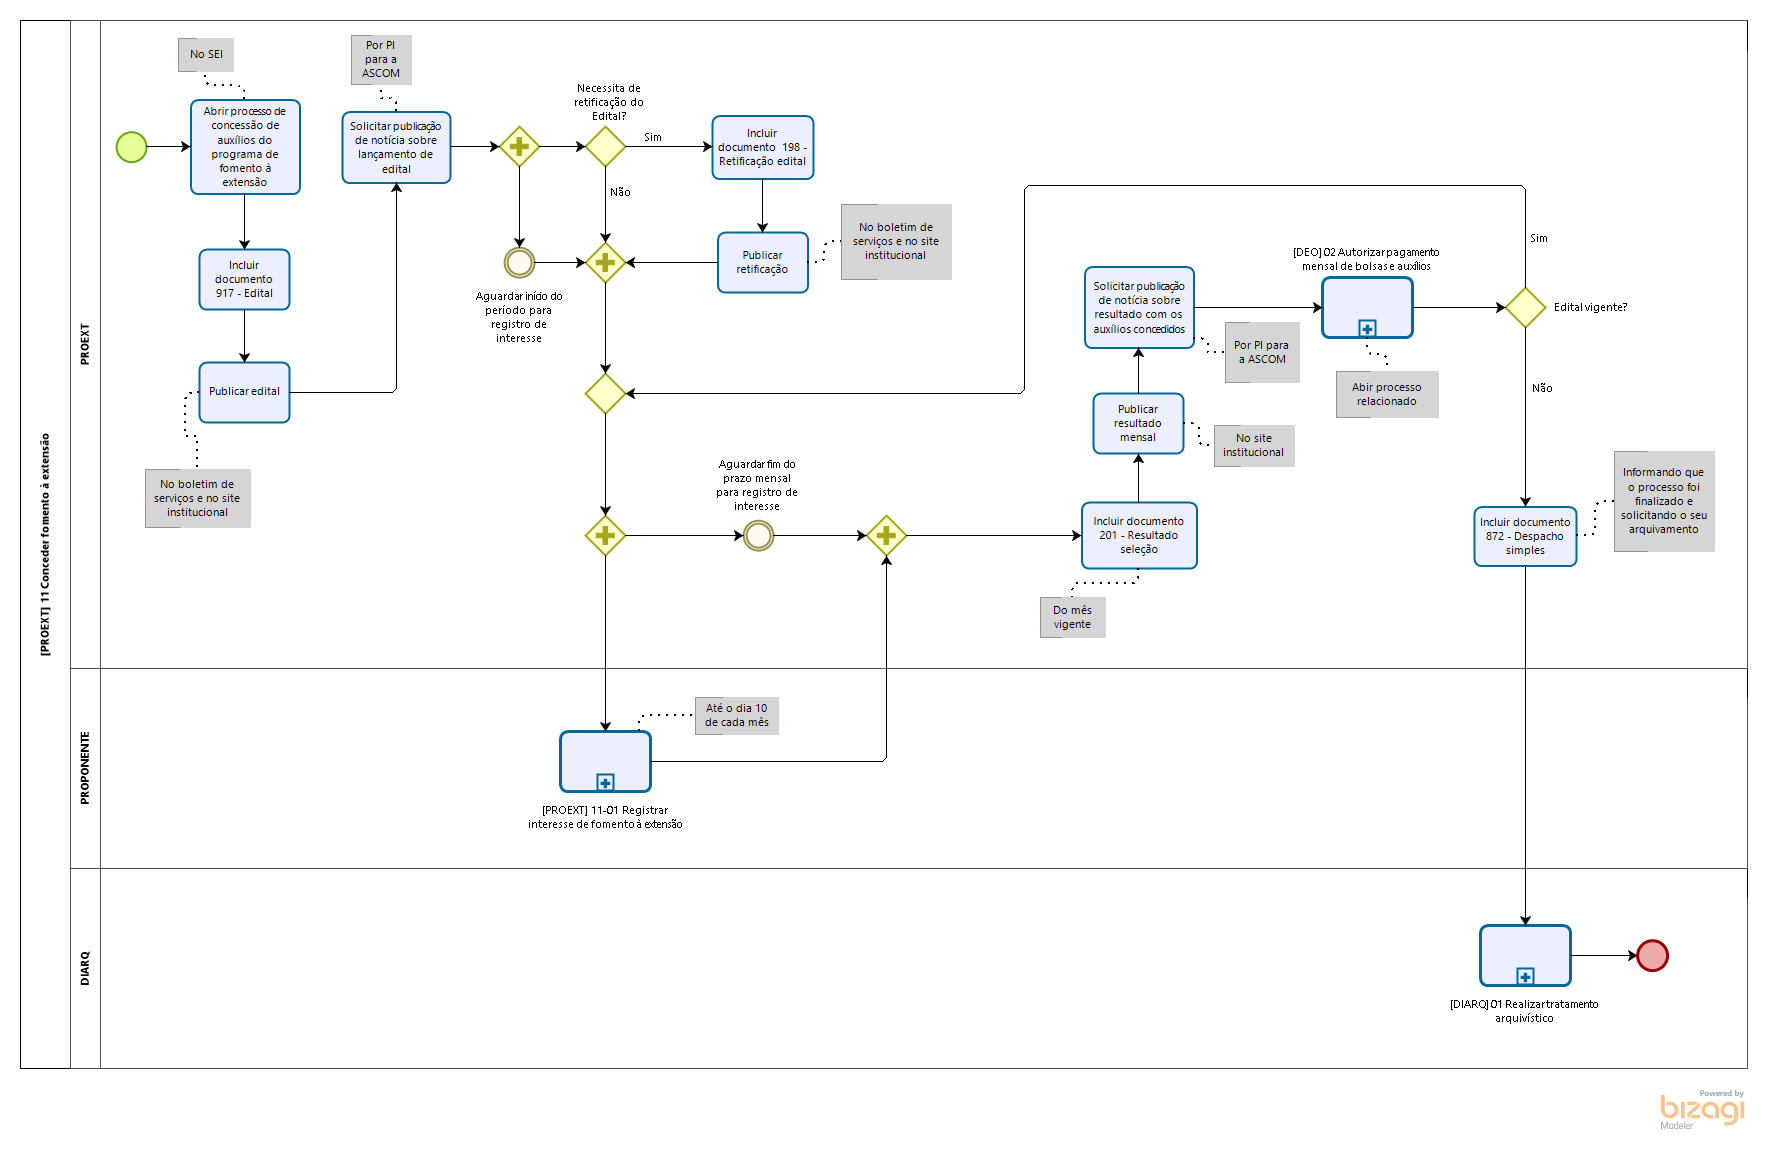 [PROEXT] 11 Conceder fomento à extensão
PROEXT
No SEI
Abrir processo de
concessão de
auxílios do
programa de
fomento à
extensão
Incluir
documento
917 - Edital
Publicar edital
No boletim de
serviços e no site
institucional
Por PI
para a
ASCOM
Solicitar publicação
de notícia sobre
lançamento de
edital
Aguardar início do
período para
registro de
interesse
Necessita de
retificação do
Edital?
Sim
Não
Incluir
documento 198 -
Retificação edital
Publicar
retificação
No boletim de
serviços e no site
institucional
Aguardar fim do
prazo mensal
para registro de
interesse
Incluir documento
201 - Resultado
seleção
Do mês
vigente
Publicar
resultado
mensal
No site
institucional
Solicitar publicação
de notícia sobre
resultado com os
auxílios concedidos
Por PI para
a ASCOM
[DEO] 02 Autorizar pagamento
mensal de bolsas e auxílios
Abir processo
relacionado
Sim
Edital vigente?
Não
Incluir documento
872 - Despacho
simples
Informando que
o processo foi
finalizado e
solicitando o seu
arquivamento
PROPONENTE
Até o dia 10
de cada mês
[PROEXT] 11-01 Registrar
interesse de fomento à extensão
DIARQ
[DIARQ] 01 Realizar tratamento
arquivístico
Powered by
bizagi
Modeler